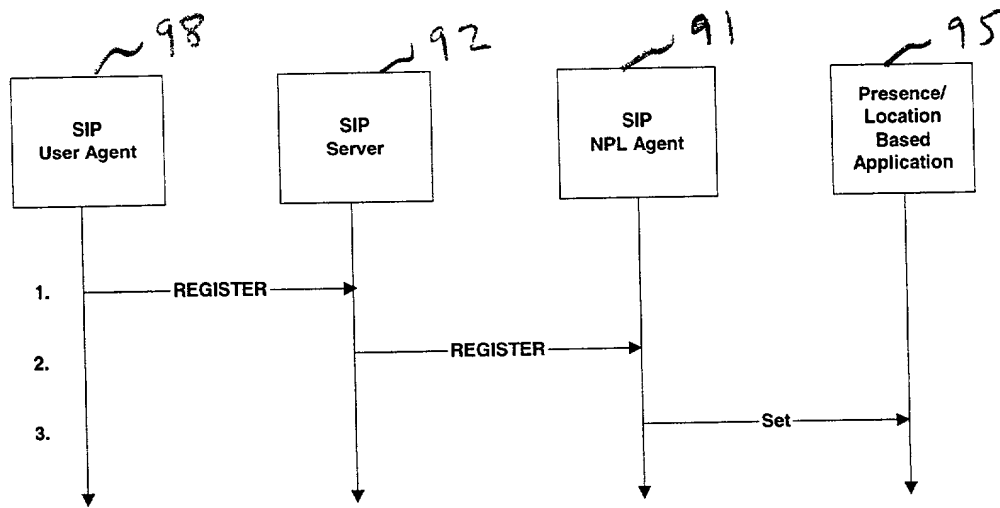 98
92
91
95
SIP
User Agent
SIP
Server
SIP
NPL Agent
Presence/
Location
Based
Application
1.
REGISTER
2.
REGISTER
3.
Set